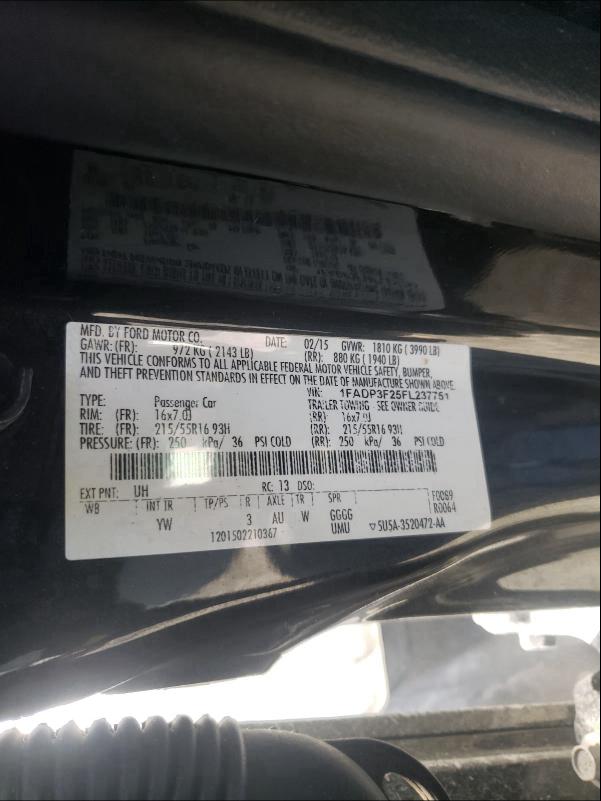 MFD. BY FORD MOTOR CO.
DATE: 02/15 GVWR: 1810 KG ( 3990 LB)
GAWR: (FR): 972 KG ( 2143 LB) (RR): 880 KG ( 1940 LB)
THIS VEHICLE CONFORMS TO ALL APPLICABLE FEDERAL MOTOR VEHICLE SAFETY, BUMPER,
AND THEFT PREVENTION STANDARDS IN EFFECT ON THE DATE OF MANUFACTURE SHOWN ABOVE.
VIN: 1FADP3F25FL237751
TYPE: Passenger Car TRAILER TOWING - SEE OWNER GUIDE
RIM: (FR) 16x7.0J (RR) 16x7.0J
TIRE: (FR) 215/55R16 93H (RR) 215/55R16 93H
PRESSURE: (FR) 250 kPa/ 36 PSI COLD (RR) 250 kPa/ 36 PSI COLD
EXT PNT: UH RC: 13 DSO: F0089
WB INT TR TP/PS R AXLE TR SPR R0064
YW 3 AU W GGGG
1201502210367 UMU ▽ 5U5A-3520472-AA